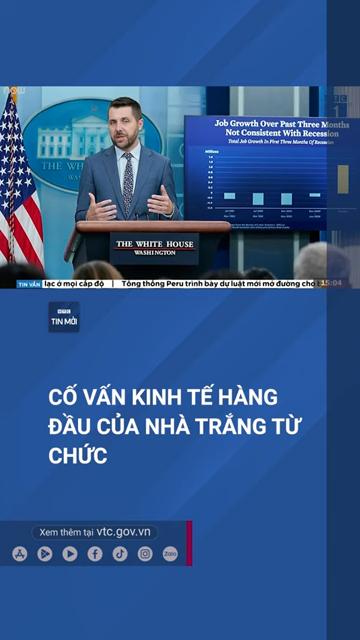 Job Growth Over Past Three Months
Not Consistent With Recession
Total Job Growth In First Three Months Of Recession
THE WHITE HOUSE
WASHINGTON
TIN VẮN
lạc ở mọi cấp độ | Tổng thống Peru trình bày dự luật mới mở đường cho
15:04
VTC
TIN MỚI
CỐ VẤN KINH TẾ HÀNG
ĐẦU CỦA NHÀ TRẮNG TỪ
CHỨC
Xem thêm tại vtc.gov.vn
Zalo